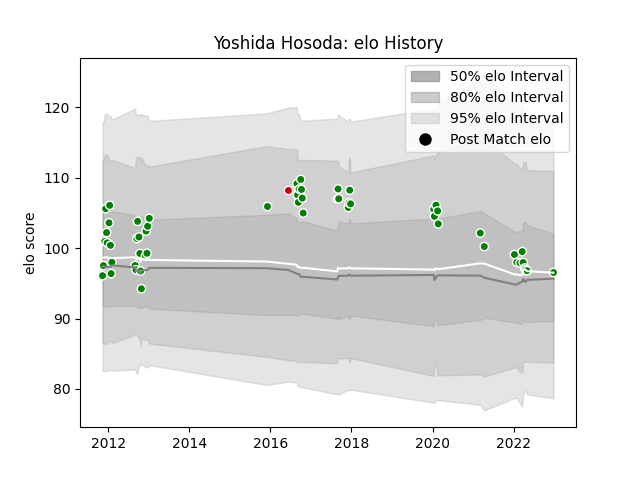 Yoshida Hosoda: elo History
50% elo Interval
80% elo Interval
95% elo Interval
Post Match elo
elo score
120
110
100
90
80
2012 2014 2016 2018 2020 2022